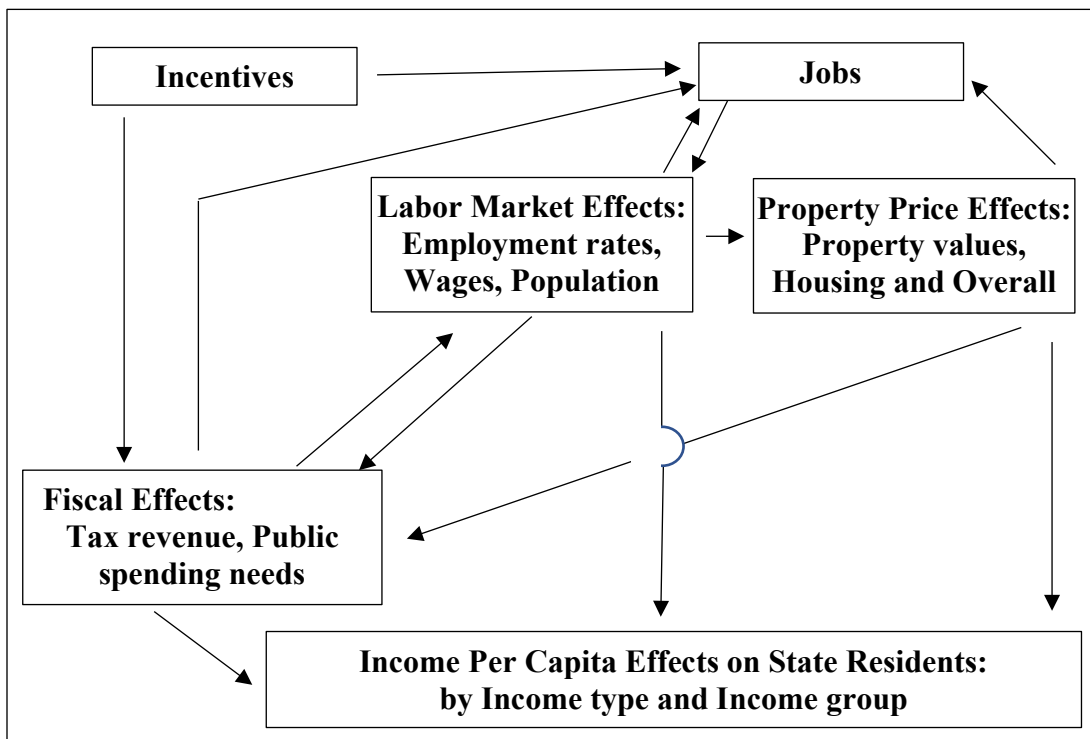 Incentives
Jobs
Labor Market Effects:
Employment rates,
Wages, Population
Property Price Effects:
Property values,
Housing and Overall
Fiscal Effects:
Tax revenue, Public
spending needs
Income Per Capita Effects on State Residents:
by Income type and Income group